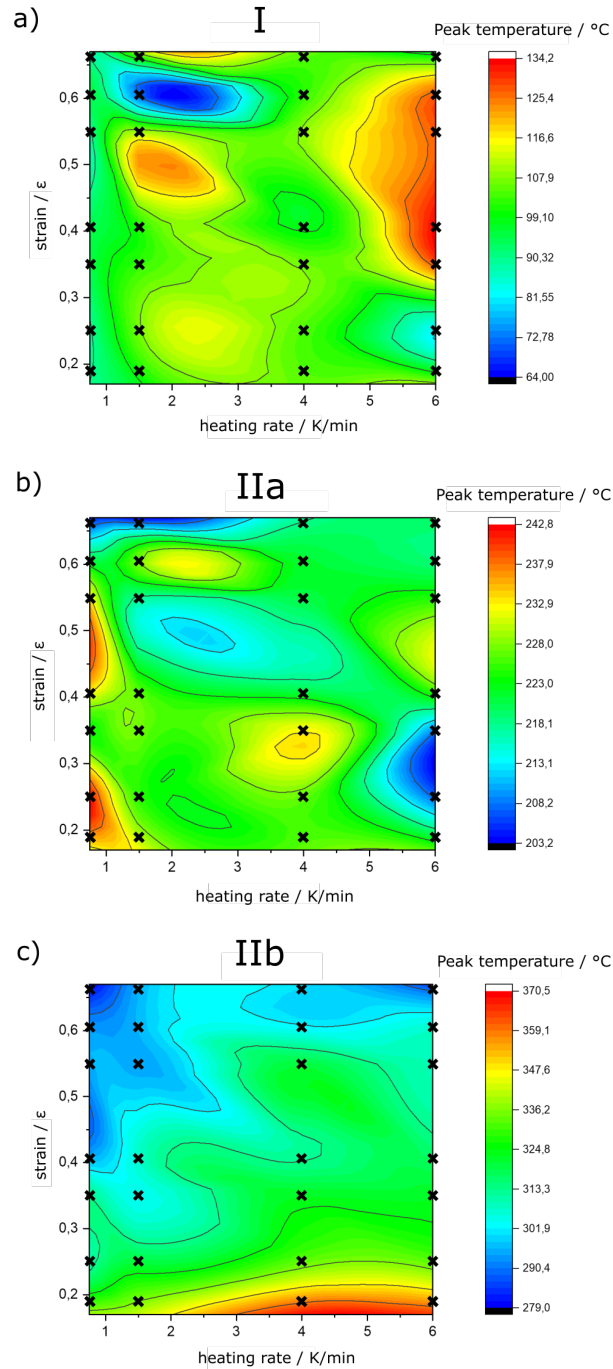 a)
I
Peak temperature / °C
134,2
125,4
116,6
107,9
99,10
90,32
81,55
72,78
64,00
strain / ε
0,6
0,5
0,4
0,3
0,2
1 2 3 4 5 6
heating rate / K/min
b)
IIa
Peak temperature / °C
242,8
237,9
232,9
228,0
223,0
218,1
213,2
208,2
203,2
strain / ε
0,6
0,5
0,4
0,3
0,2
1 2 3 4 5 6
heating rate / K/min
c)
IIb
Peak temperature / °C
370,5
359,1
347,6
336,2
324,8
313,3
301,9
290,4
279,0
strain / ε
0,6
0,5
0,4
0,3
0,2
1 2 3 4 5 6
heating rate / K/min